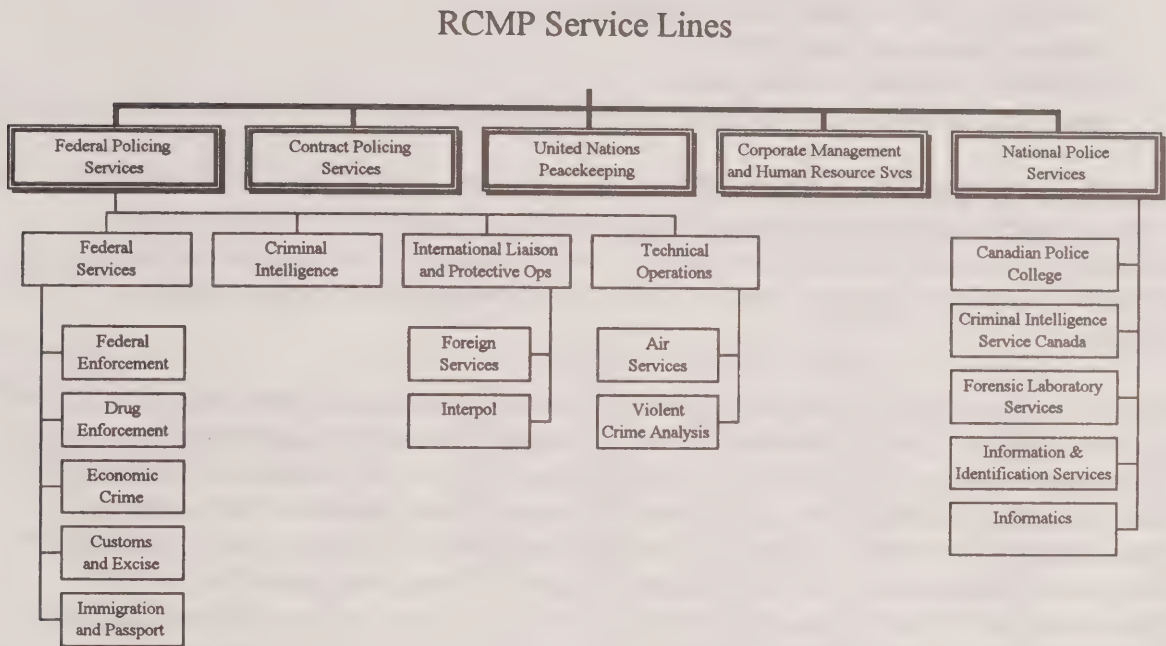 RCMP Service Lines
Federal Policing
Services
Contract Policing
Services
United Nations
Peacekeeping
Corporate Management
and Human Resource Svcs
National Police
Services
Federal
Services
Criminal
Intelligence
International Liaison
and Protective Ops
Technical
Operations
Federal
Enforcement
Drug
Enforcement
Economic
Crime
Customs
and Excise
Immigration
and Passport
Foreign
Services
Interpol
Air
Services
Violent
Crime Analysis
Canadian Police
College
Criminal Intelligence
Service Canada
Forensic Laboratory
Services
Information &
Identification Services
Informatics